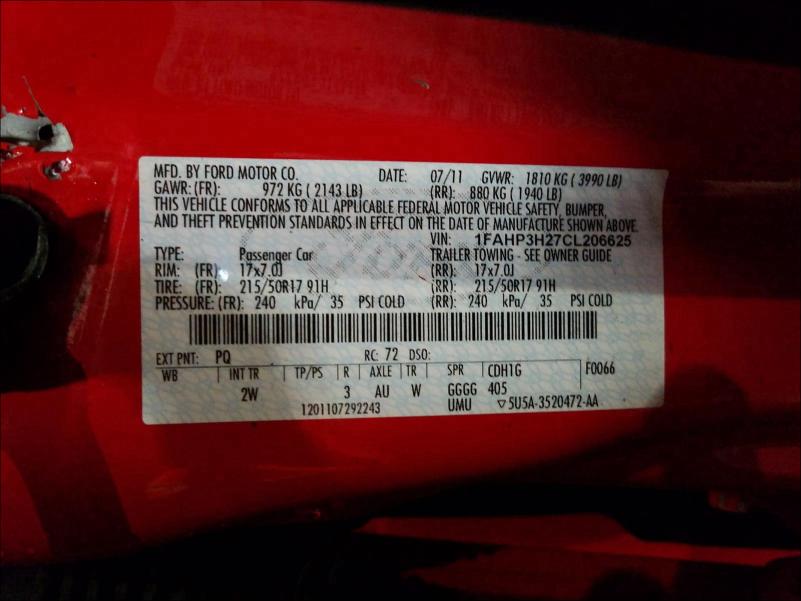 MFD. BY FORD MOTOR CO. DATE: 07/11 GVWR: 1810 KG ( 3990 LB)
GAWR: (FR): 972 KG ( 2143 LB) (RR): 880 KG ( 1940 LB)
THIS VEHICLE CONFORMS TO ALL APPLICABLE FEDERAL MOTOR VEHICLE SAFETY, BUMPER,
AND THEFT PREVENTION STANDARDS IN EFFECT ON THE DATE OF MANUFACTURE SHOWN ABOVE.
VIN: 1FAHP3H27CL206625
TYPE: Passenger Car TRAILER TOWING - SEE OWNER GUIDE
RIM: (FR) 17x7.0J (RR): 17x7.0J
TIRE: (FR) 215/50R17 91H (RR): 215/50R17 91H
PRESSURE: (FR): 240 kPa/ 35 PSI COLD (RR): 240 kPa/ 35 PSI COLD
EXT PNT: PQ RC: 72 DSO:
WB INT TR TP/PS R AXLE TR SPR CDH1G F0066
2W 3 AU W GGGG 405
1201107292243 UMU ▽5U5A-3520472-AA